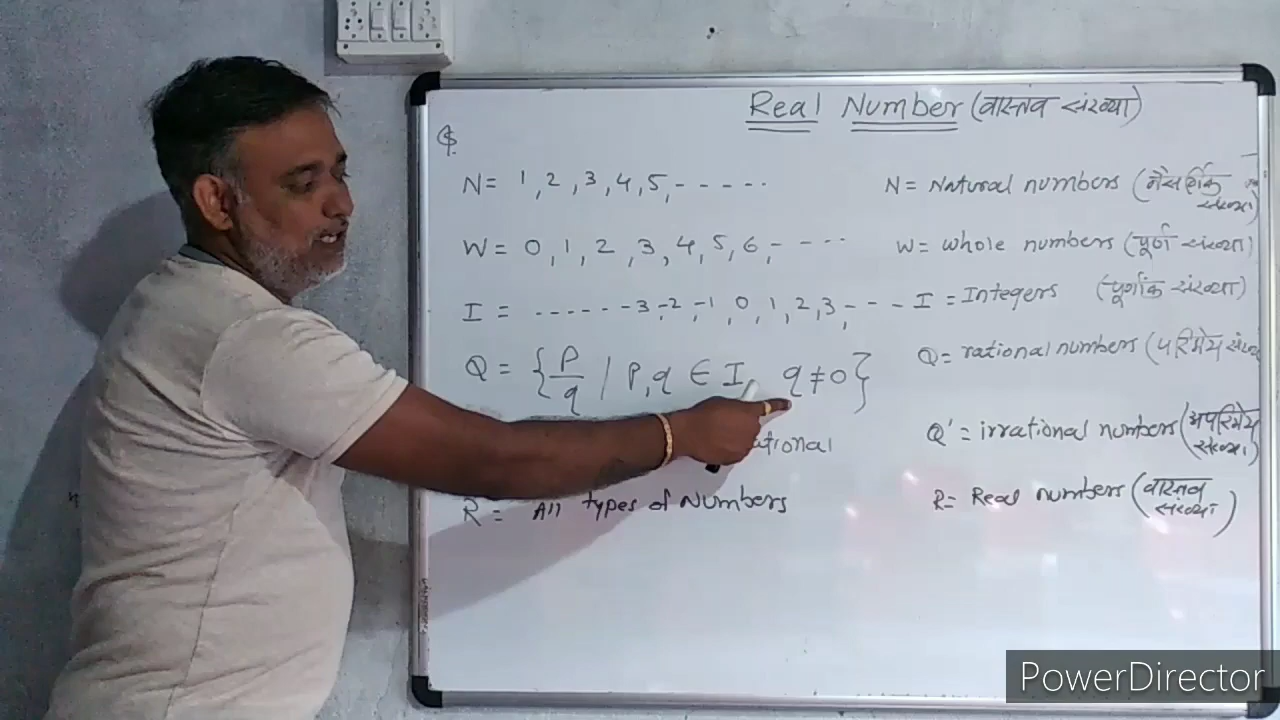 Real Number (वास्तव संख्या)
N = 1, 2, 3, 4, 5, - - - - -
N = Natural numbers (नैसर्गिक संख्या)
W = 0, 1, 2, 3, 4, 5, 6, - - - -
W = whole numbers (पूर्ण संख्या)
I = ...... -3, -2, -1, 0, 1, 2, 3, - - -
I = Integers (पूर्णांक संख्या)
Q = { P/q / P, q ∈ I, q ≠ 0 }
Q = rational numbers (परिमेय
Q' = irrational numbers (अपरिमेय संख्या)
R = All types of Numbers
R = Real numbers (वास्तव संख्या)
PowerDirector